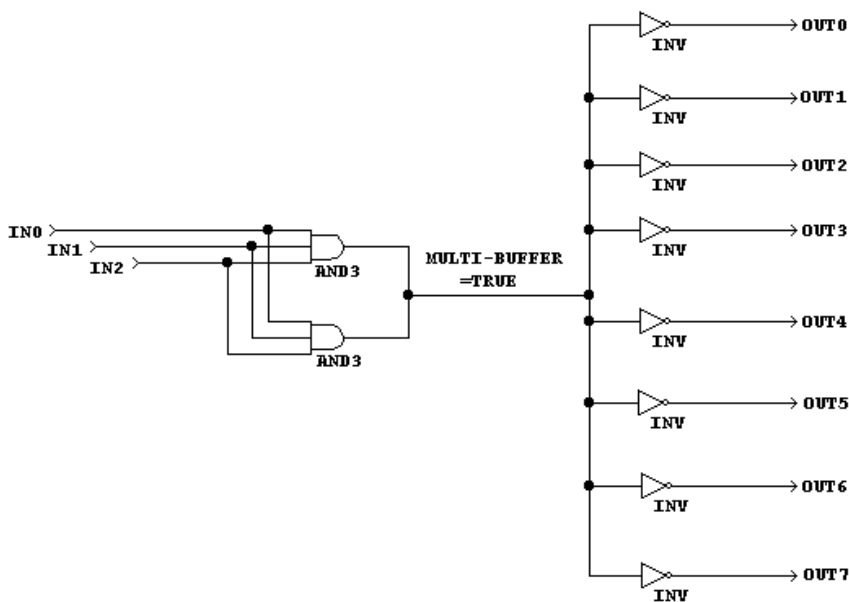 OUT0
INV
OUT1
INV
OUT2
INV
IN0
OUT3
INV
IN1
IN2
AND3
MULTI-BUFFER
=TRUE
OUT4
INV
AND3
OUT5
INV
OUT6
INV
OUT7
INV